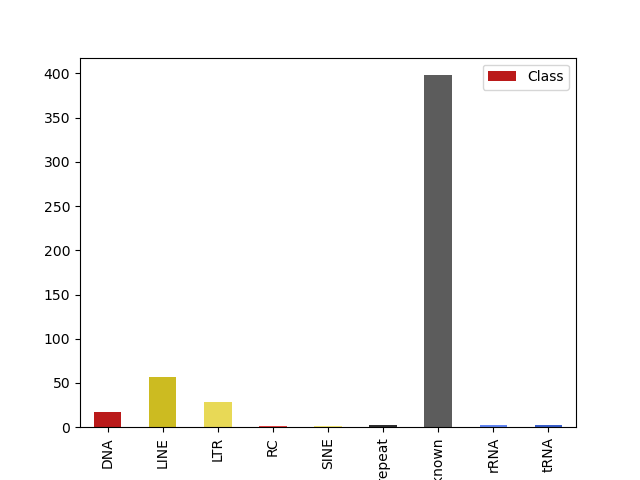 Class
400
350
300
250
200
150
100
50
0
DNA
LINE
LTR
RC
SINE
repeat
known
rRNA
tRNA